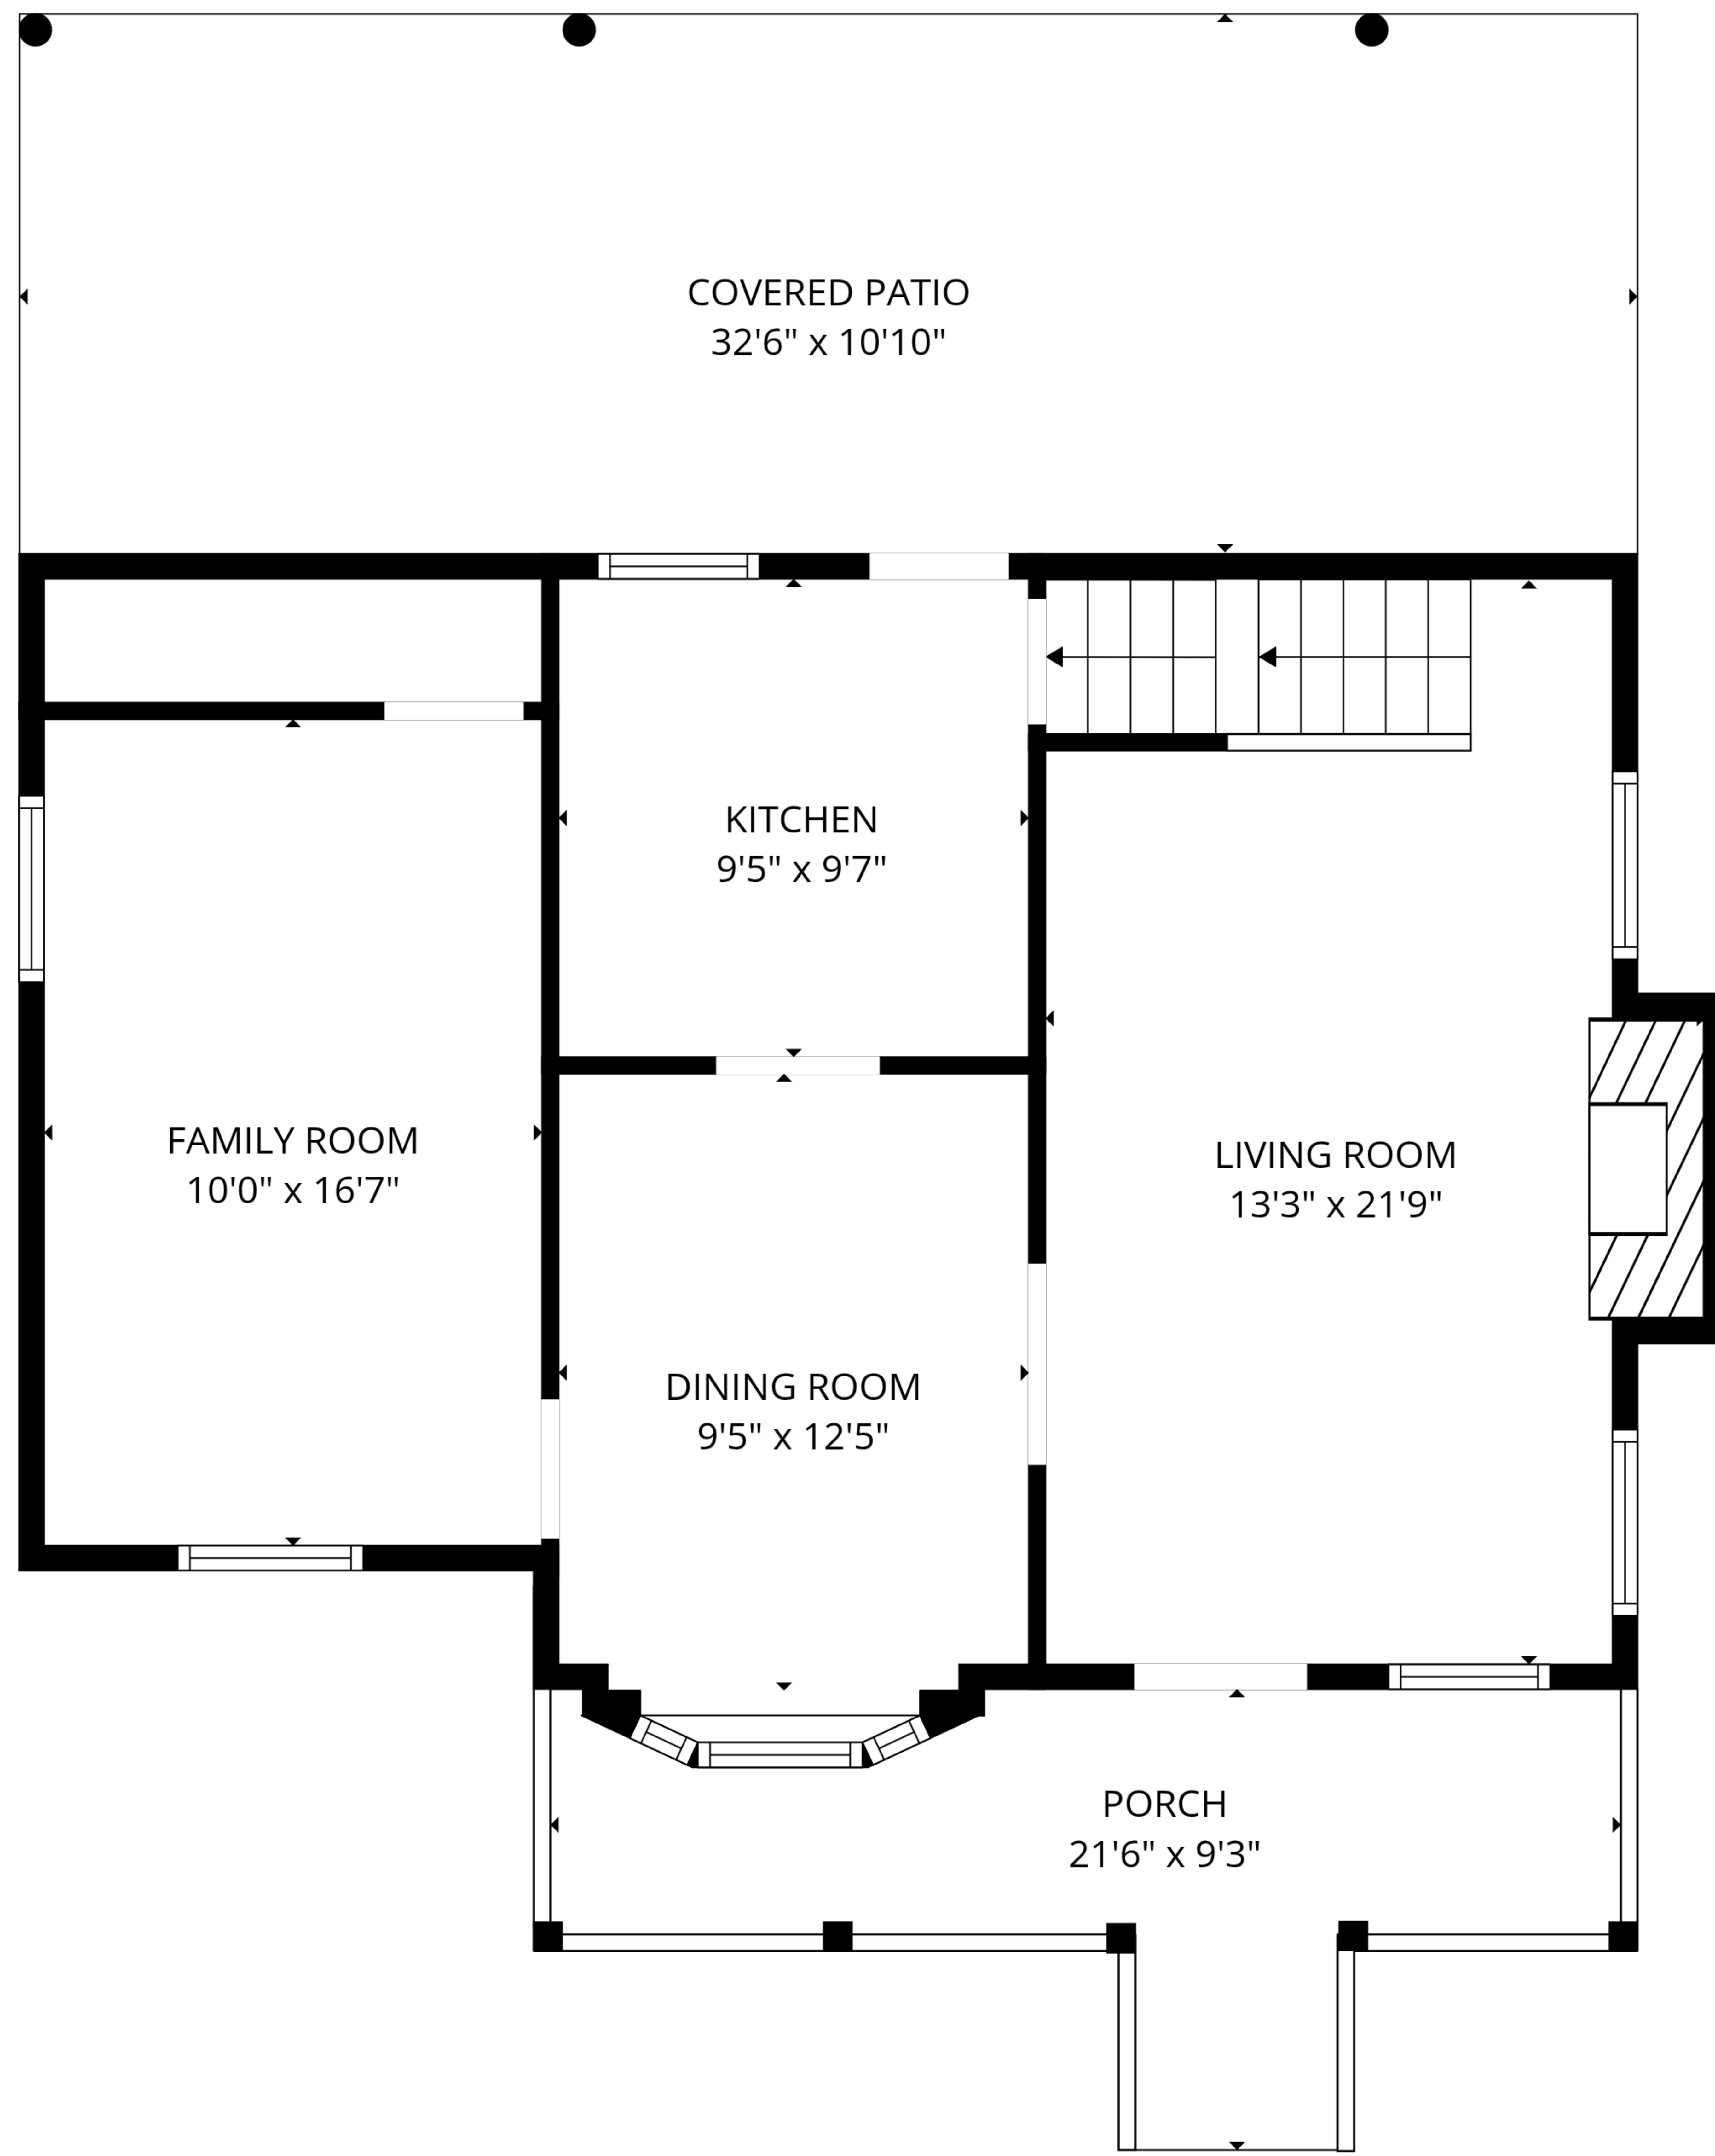 COVERED PATIO
32'6" x 10'10"
KITCHEN
9'5" x 9'7"
FAMILY ROOM
10'0" x 16'7"
LIVING ROOM
13'3" x 21'9"
DINING ROOM
9'5" x 12'5"
PORCH
21'6" x 9'3"